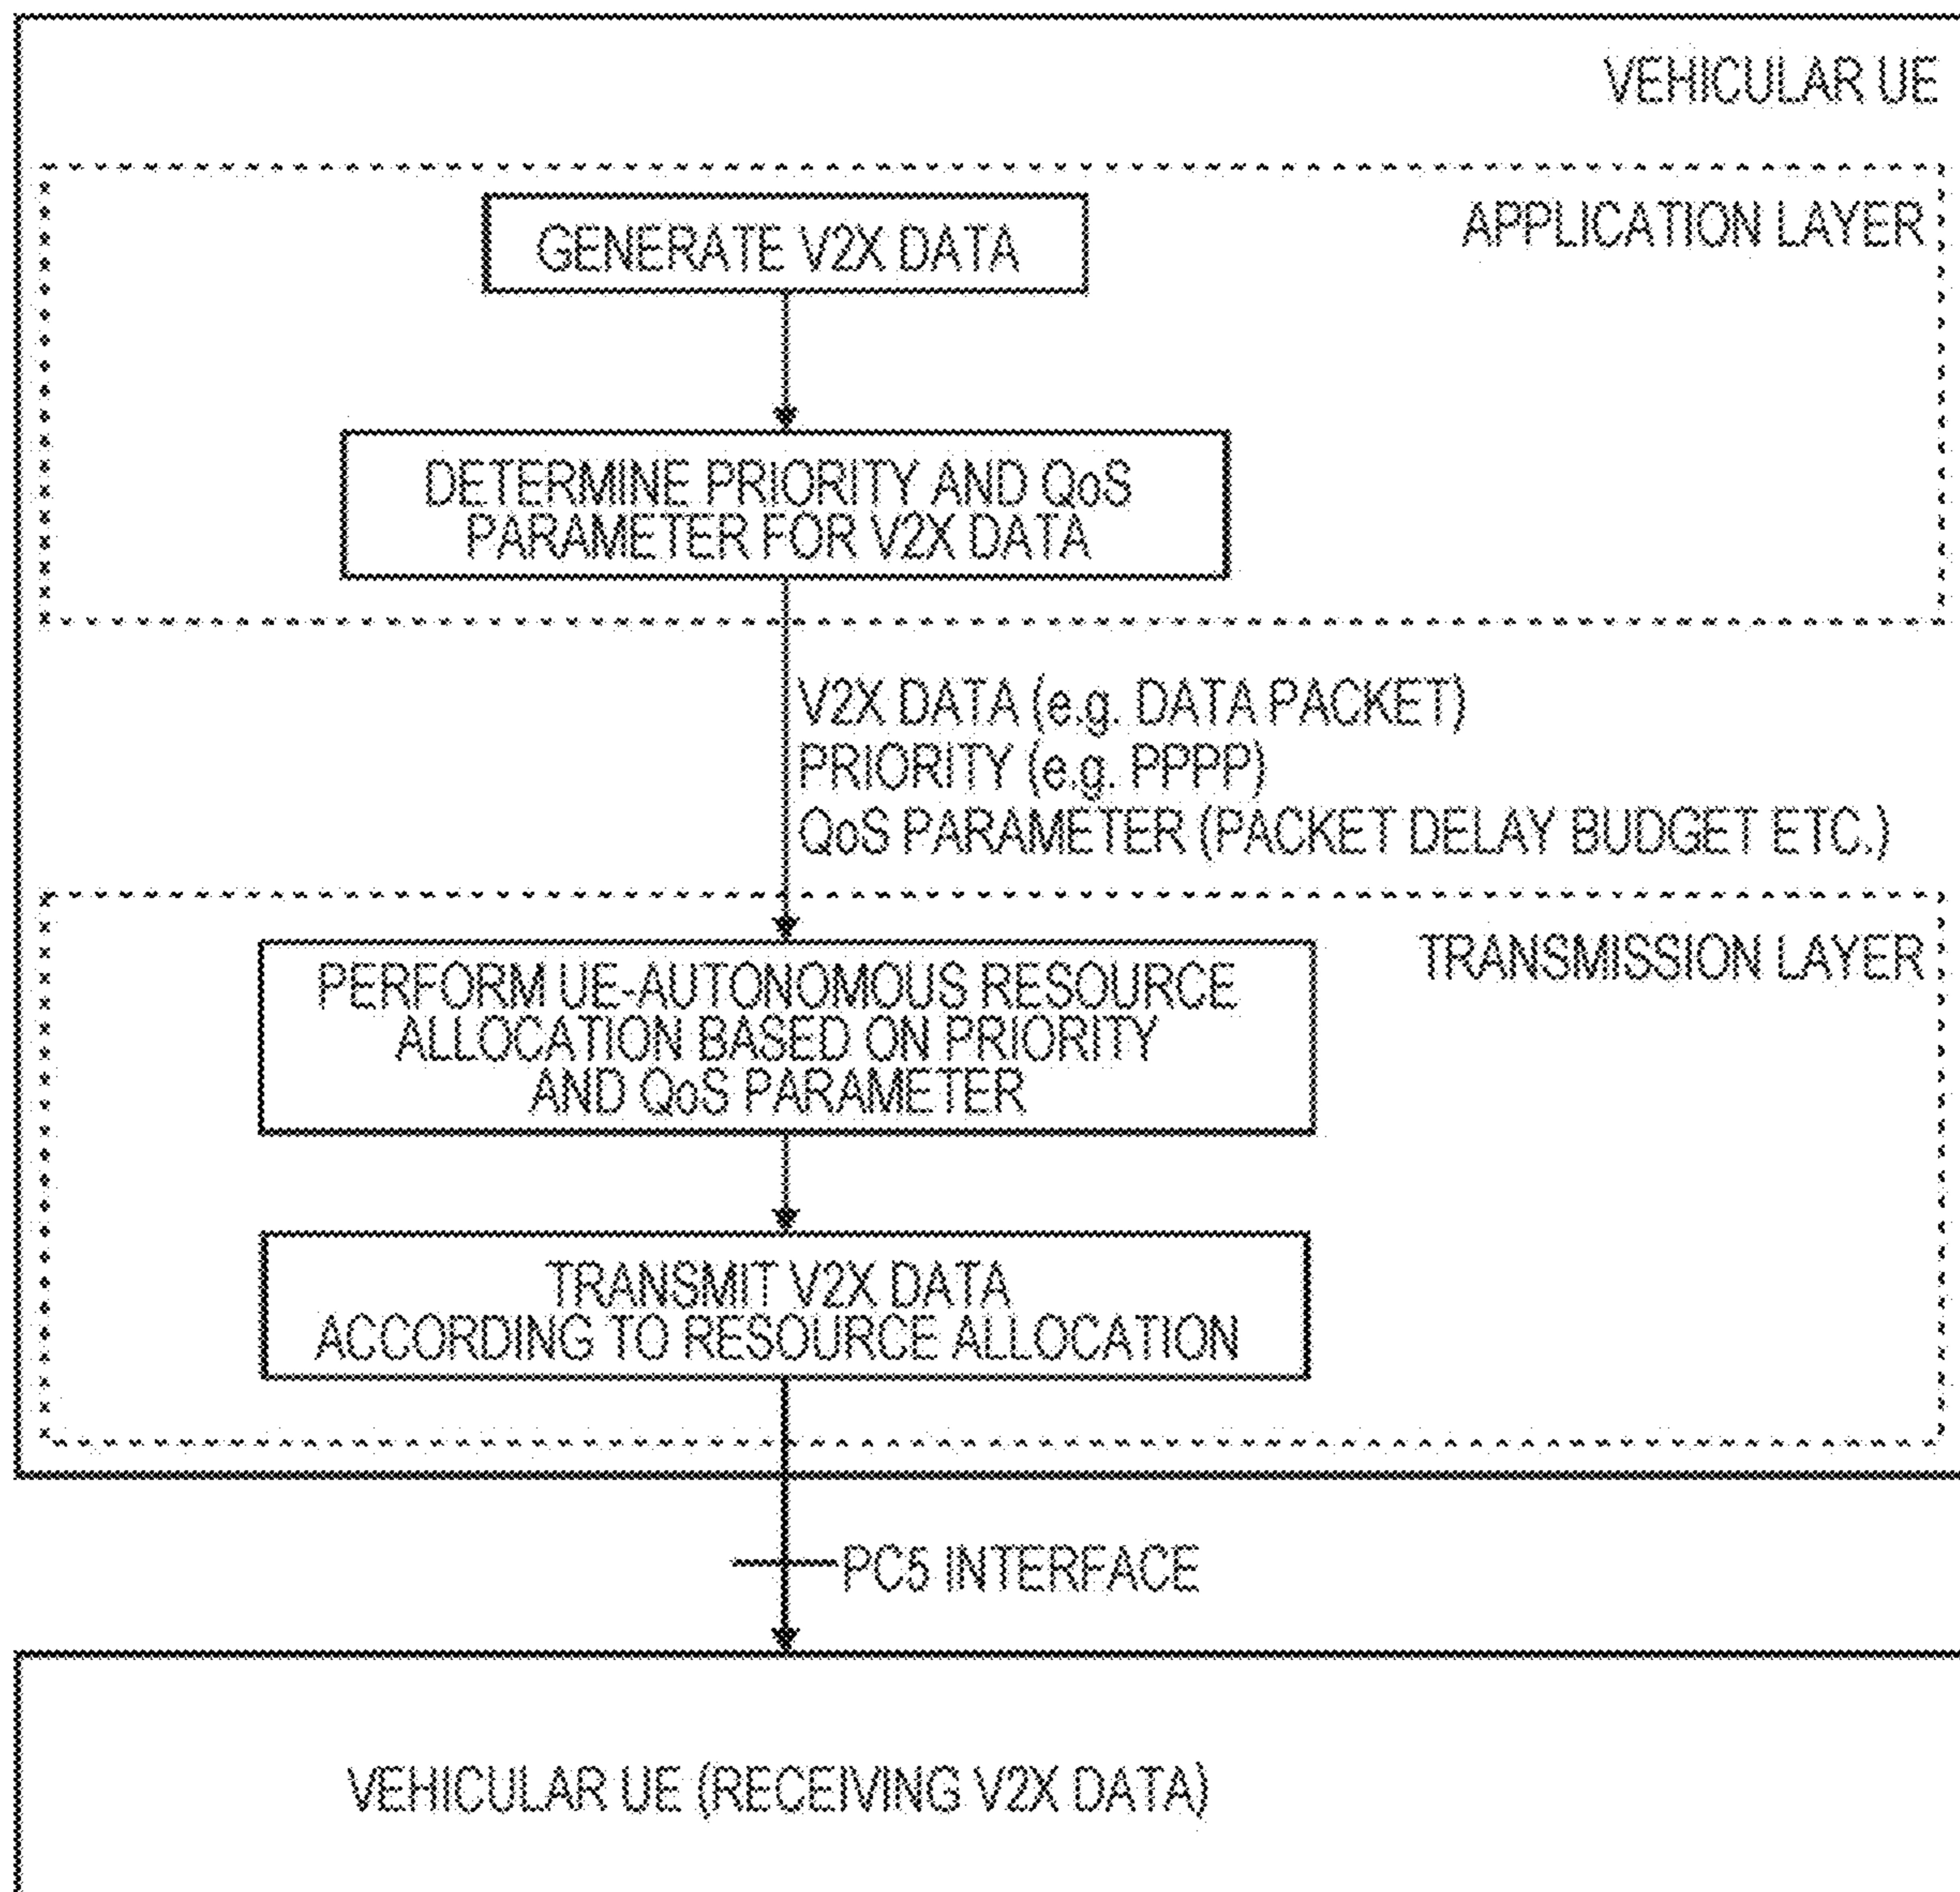 VEHICULAR UE
APPLICATION LAYER
GENERATE V2X DATA
DETERMINE PRIORITY AND QoS
PARAMETER FOR V2X DATA
V2X DATA (e.g. DATA PACKET)
PRIORITY (e.g. PPPP)
QoS PARAMETER (PACKET DELAY BUDGET ETC.)
TRANSMISSION LAYER
PERFORM UE-AUTONOMOUS RESOURCE
ALLOCATION BASED ON PRIORITY
AND QoS PARAMETER
TRANSMIT V2X DATA
ACCORDING TO RESOURCE ALLOCATION
PC5 INTERFACE
VEHICULAR UE (RECEIVING V2X DATA)